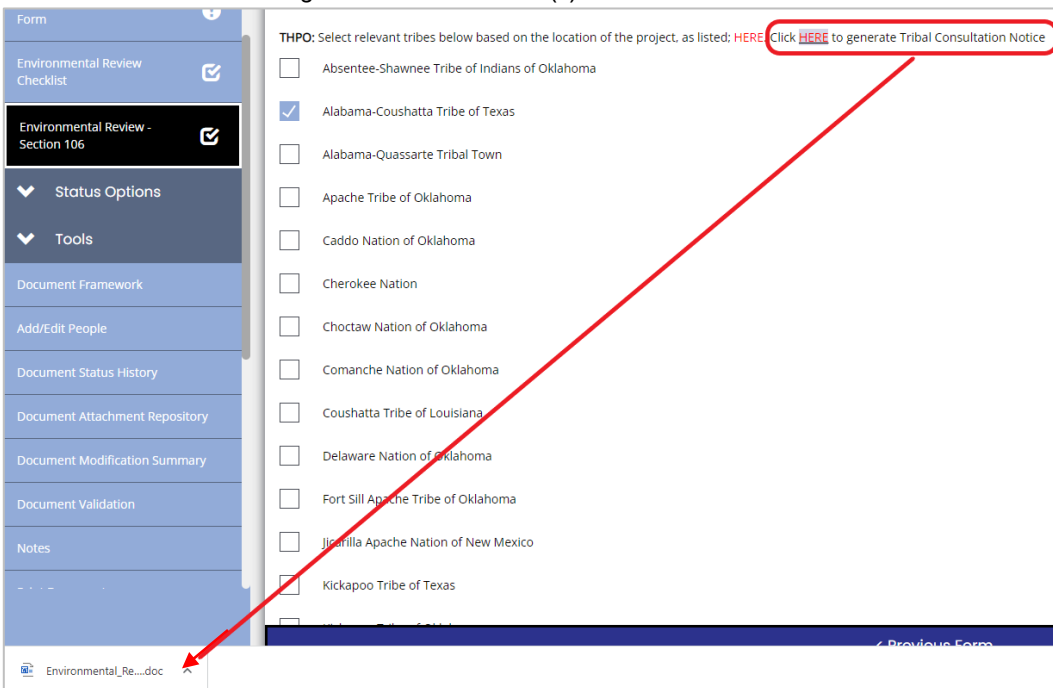 Form
Environmental Review
Checklist
Environmental Review -
Section 106
Status Options
Tools
Document Framework
Add/Edit People
Document Status History
Document Attachment Repository
Document Modification Summary
Document Validation
Notes
THPO: Select relevant tribes below based on the location of the project, as listed; HERE. Click HERE to generate Tribal Consultation Notice
Absentee-Shawnee Tribe of Indians of Oklahoma
Alabama-Coushatta Tribe of Texas
Alabama-Quassarte Tribal Town
Apache Tribe of Oklahoma
Caddo Nation of Oklahoma
Cherokee Nation
Choctaw Nation of Oklahoma
Comanche Nation of Oklahoma
Coushatta Tribe of Louisiana
Delaware Nation of Oklahoma
Fort Sill Apache Tribe of Oklahoma
Jicarilla Apache Nation of New Mexico
Kickapoo Tribe of Texas
Previous Form
Environmental_Re....doc